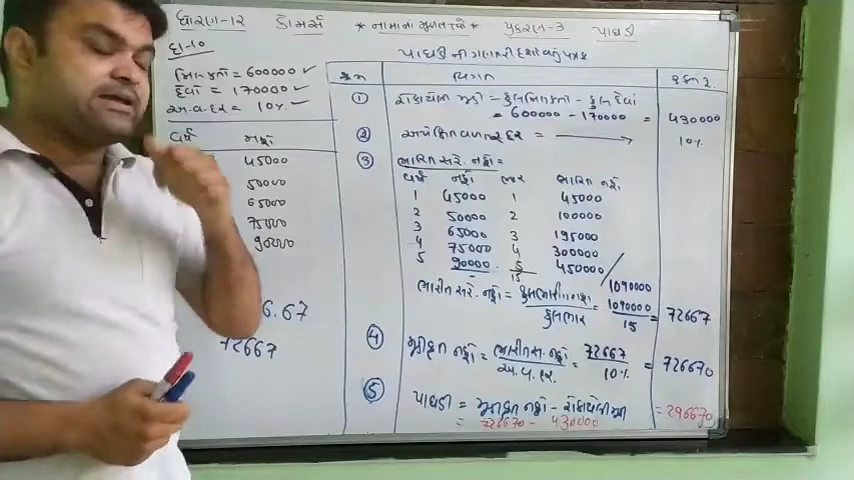 ધોરણ-૧૨ કોમર્સ * નામાના મૂળતત્વો * પ્રકરણ-3 પાઘડી
દા-૧૦
પાઘડી ની ગણતરી દર્શાવતું પત્રક
મિલકતો = 600000
દેવાં = 170000
અ.વ.દર = 10%
વર્ષ નફો
45000
50000
65000
75000
90000
6.67
72667
ક્રમ વિગત રકમ રૂ.
① રોકાયેલી મૂડી = કુલ મિલકતો - કુલ દેવાં
= 600000 - 170000 = 430000
② અપેક્ષિત વળતર દર = 10%
③ ભારિત સરે. નફો =
વર્ષ નફો ભાર ભારિત નફો
1 45000 1 45000
2 50000 2 100000
3 65000 3 195000
4 75000 4 300000
5 90000 5 450000
15 1090000
ભારીત સરે. નફો = કુલ ભારીત નફો / કુલ ભાર = 1090000 / 15 = 72667
④ મૂડીકૃત નફો = ભારીત સ. નફો / અ.વ.દર. = 72667 / 10% = 726670
⑤ પાઘડી = મૂડીકૃત નફો - રોકાયેલી મૂડી
= 726670 - 430000 = 296670